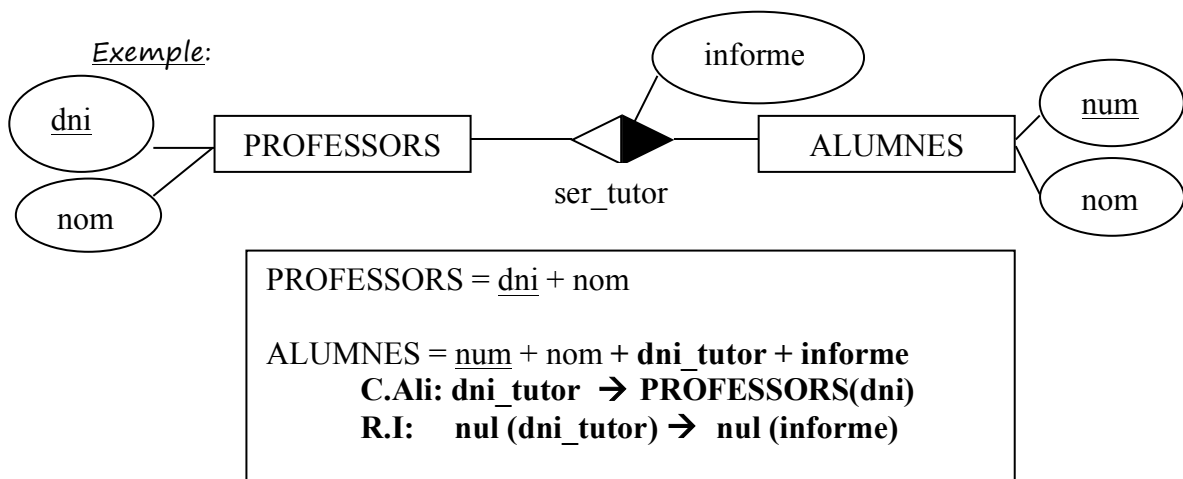 Exemple:
informe
dni
num
PROFESSORS
ALUMNES
ser_tutor
nom
nom
PROFESSORS = dni + nom
ALUMNES = num + nom + dni_tutor + informe
C.Ali: dni_tutor → PROFESSORS(dni)
R.I: nul (dni_tutor) → nul (informe)